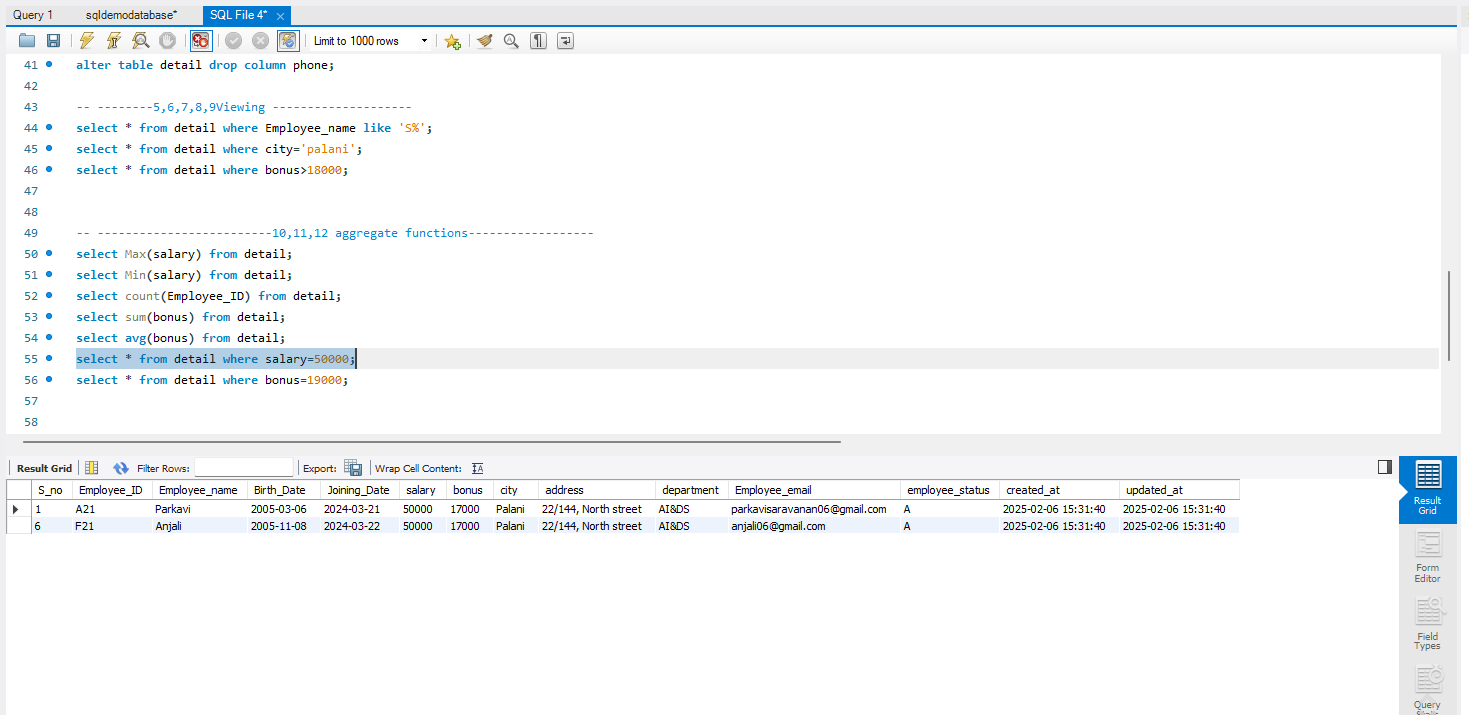 Query 1 sqldemodatabase* SQL File 4*
Limit to 1000 rows
41 alter table detail drop column phone;
42
43 -- --------5,6,7,8,9Viewing --------------------
44 select * from detail where Employee_name like 'S%';
45 select * from detail where city='palani';
46 select * from detail where bonus>18000;
47
48
49 -- -------------------------10,11,12 aggregate functions------------------
50 select Max(salary) from detail;
51 select Min(salary) from detail;
52 select count(Employee_ID) from detail;
53 select sum(bonus) from detail;
54 select avg(bonus) from detail;
55 select * from detail where salary=50000;
56 select * from detail where bonus=19000;
57
58
Result Grid Filter Rows: Export: Wrap Cell Content:
S_no Employee_ID Employee_name Birth_Date Joining_Date salary bonus city address department Employee_email employee_status created_at updated_at
1 A21 Parkavi 2005-03-06 2024-03-21 50000 17000 Palani 22/144, North street AI&DS parkavisaravanan06@gmail.com A 2025-02-06 15:31:40 2025-02-06 15:31:40
6 F21 Anjali 2005-11-08 2024-03-22 50000 17000 Palani 22/144, North street AI&DS anjali06@gmail.com A 2025-02-06 15:31:40 2025-02-06 15:31:40
Result
Grid
Form
Editor
Field
Types
Query